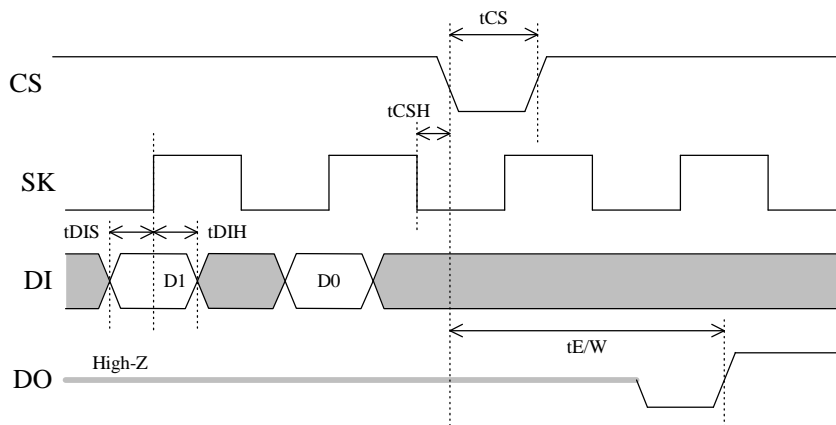 tCS
CS
tCSH
SK
tDIS
tDIH
DI
D1
D0
tE/W
High-Z
DO